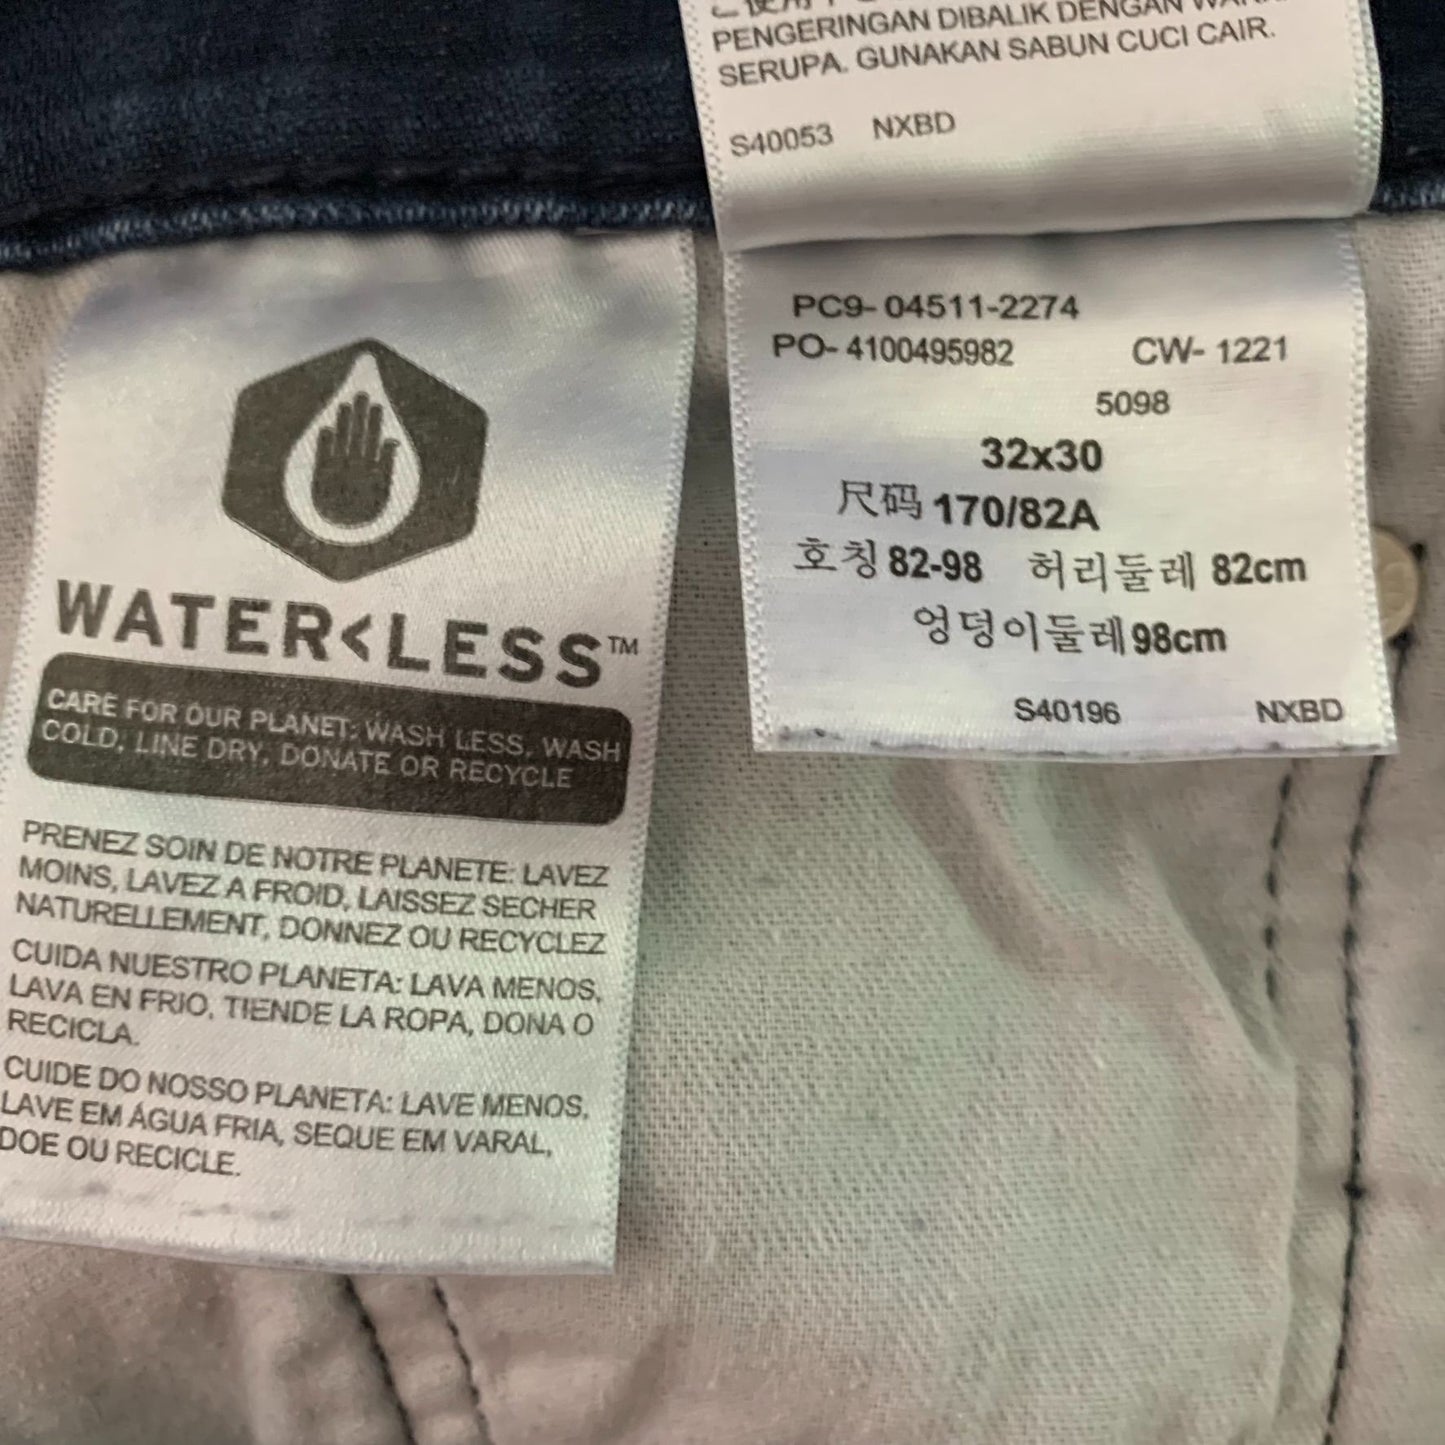 PENGERINGAN DIBALIK DENGAN
SERUPA. GUNAKAN SABUN CUCI CAIR.
S40053 NXBD
WATER<LESS™
CARE FOR OUR PLANET: WASH LESS, WASH
COLD, LINE DRY, DONATE OR RECYCLE
PRENEZ SOIN DE NOTRE PLANETE: LAVEZ
MOINS, LAVEZ A FROID, LAISSEZ SECHER
NATURELLEMENT, DONNEZ OU RECYCLEZ
CUIDA NUESTRO PLANETA: LAVA MENOS,
LAVA EN FRIO, TIENDE LA ROPA, DONA O
RECICLA.
CUIDE DO NOSSO PLANETA: LAVE MENOS,
LAVE EM ÁGUA FRIA, SEQUE EM VARAL,
DOE OU RECICLE.
PC9- 04511-2274
PO- 4100495982 CW- 1221
5098
32x30
尺码 170/82A
호칭 82-98 허리둘레 82cm
엉덩이둘레 98cm
S40196 NXBD